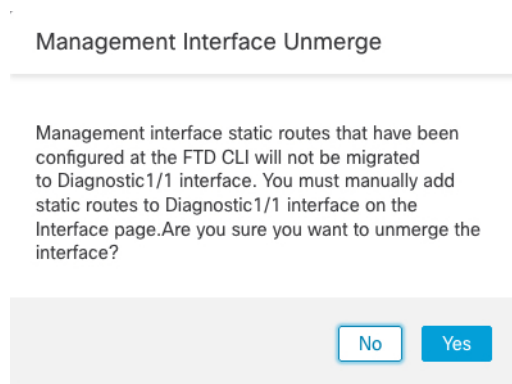 Management Interface Unmerge
Management interface static routes that have been
configured at the FTD CLI will not be migrated
to Diagnostic1/1 interface. You must manually add
static routes to Diagnostic1/1 interface on the
Interface page.Are you sure you want to unmerge the
interface?
No
Yes